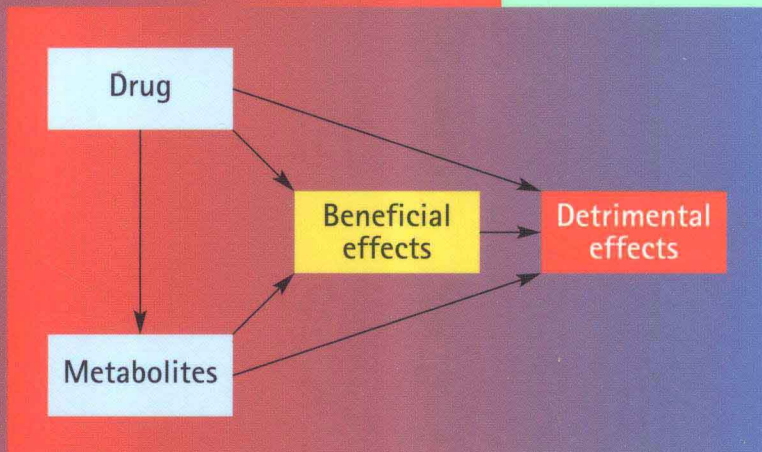 Drug
Beneficial
effects
Detrimental
effects
Metabolites